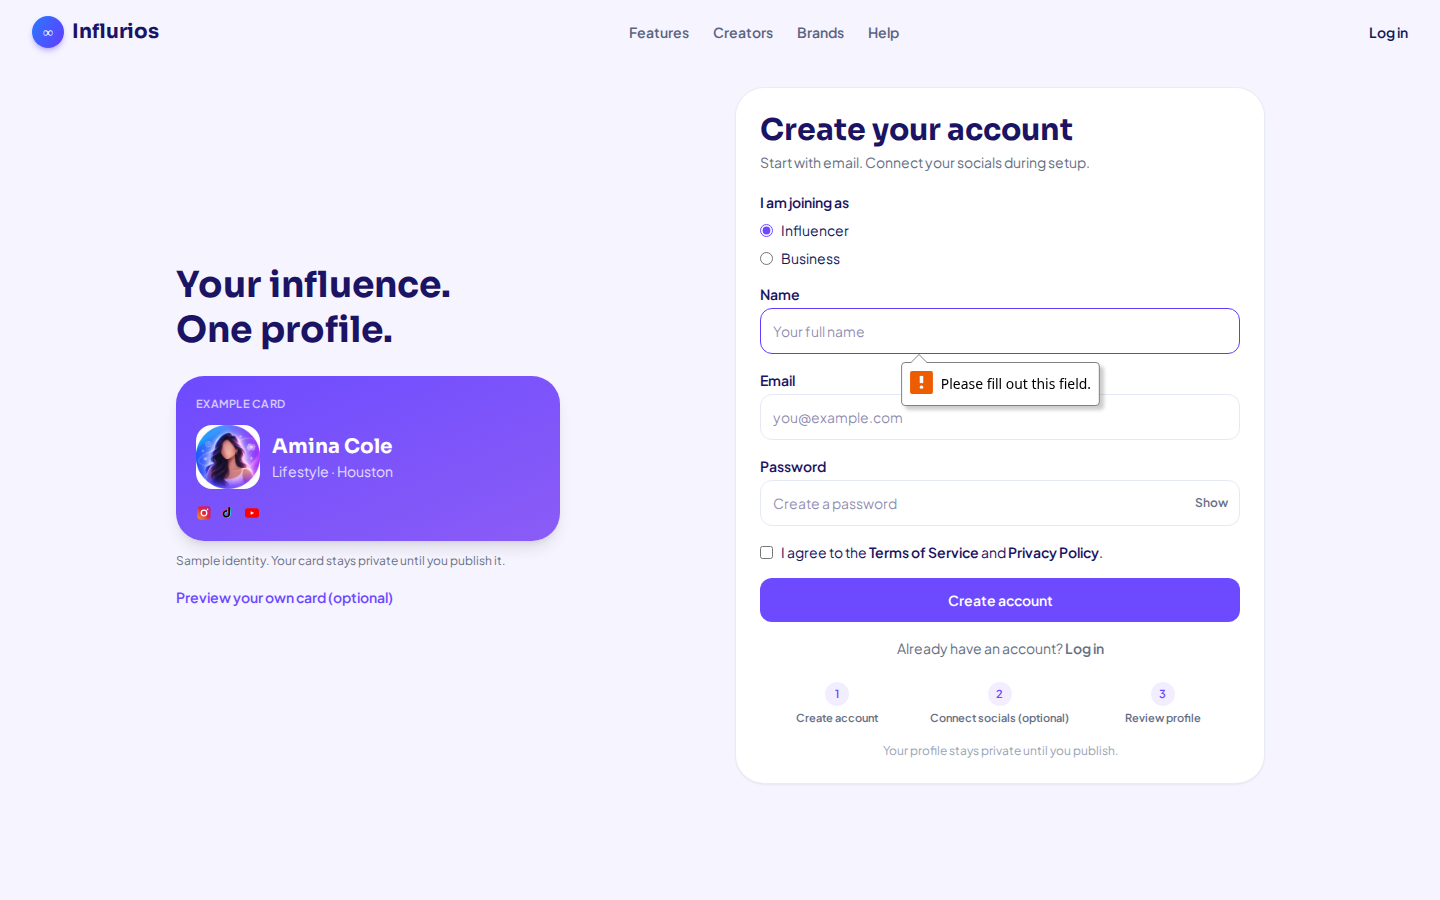 ∞ Influrios
Features Creators Brands Help
Log in
Your influence.
One profile.
EXAMPLE CARD
Amina Cole
Lifestyle · Houston
Sample identity. Your card stays private until you publish it.
Preview your own card (optional)
Create your account
Start with email. Connect your socials during setup.
I am joining as
Influencer
Business
Name
Your full name
Please fill out this field.
Email
you@example.com
Password
Create a password Show
I agree to the Terms of Service and Privacy Policy.
Create account
Already have an account? Log in
1 2 3
Create account Connect socials (optional) Review profile
Your profile stays private until you publish.